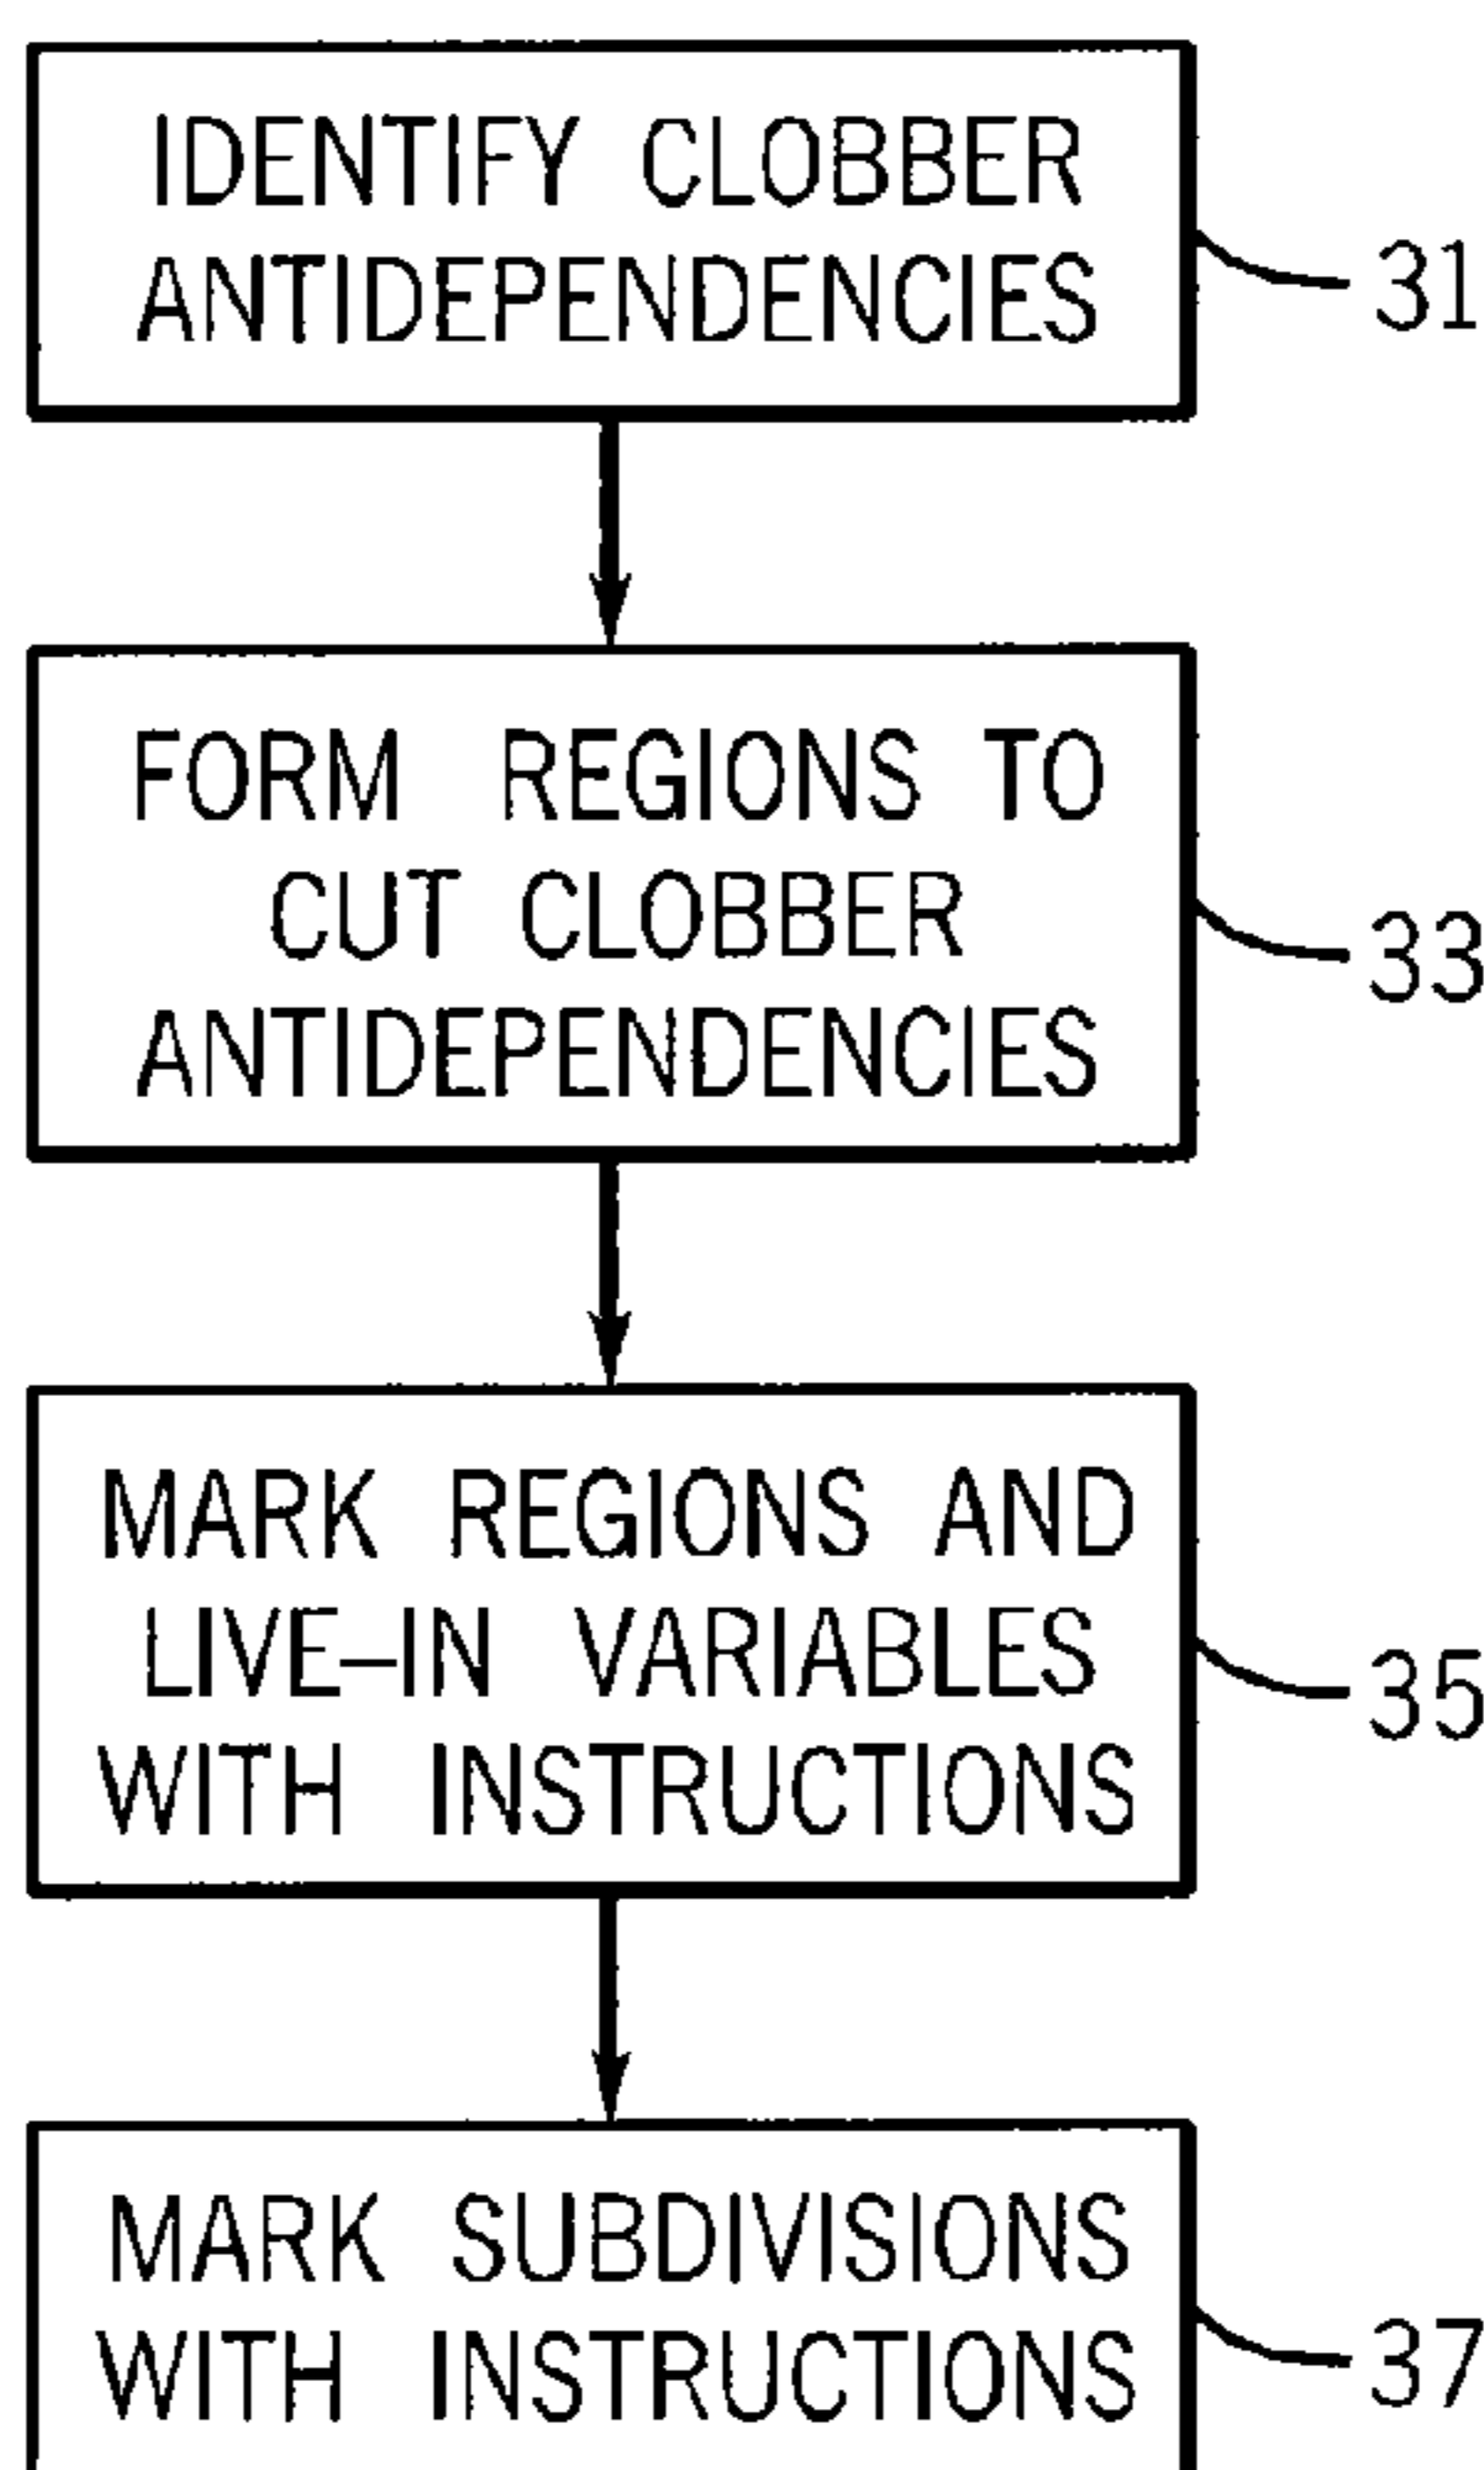 IDENTIFY CLOBBER
ANTIDEPENDENCIES
31
FORM REGIONS TO
CUT CLOBBER
ANTIDEPENDENCIES
33
MARK REGIONS AND
LIVE-IN VARIABLES
WITH INSTRUCTIONS
35
MARK SUBDIVISIONS
WITH INSTRUCTIONS
37